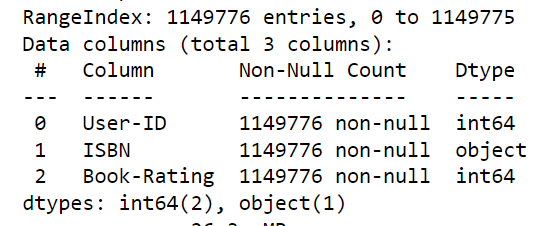 RangeIndex: 1149776 entries, 0 to 1149775
Data columns (total 3 columns):
 #   Column       Non-Null Count    Dtype
---  ------       --------------    -----
 0   User-ID      1149776 non-null  int64
 1   ISBN         1149776 non-null  object
 2   Book-Rating  1149776 non-null  int64
dtypes: int64(2), object(1)